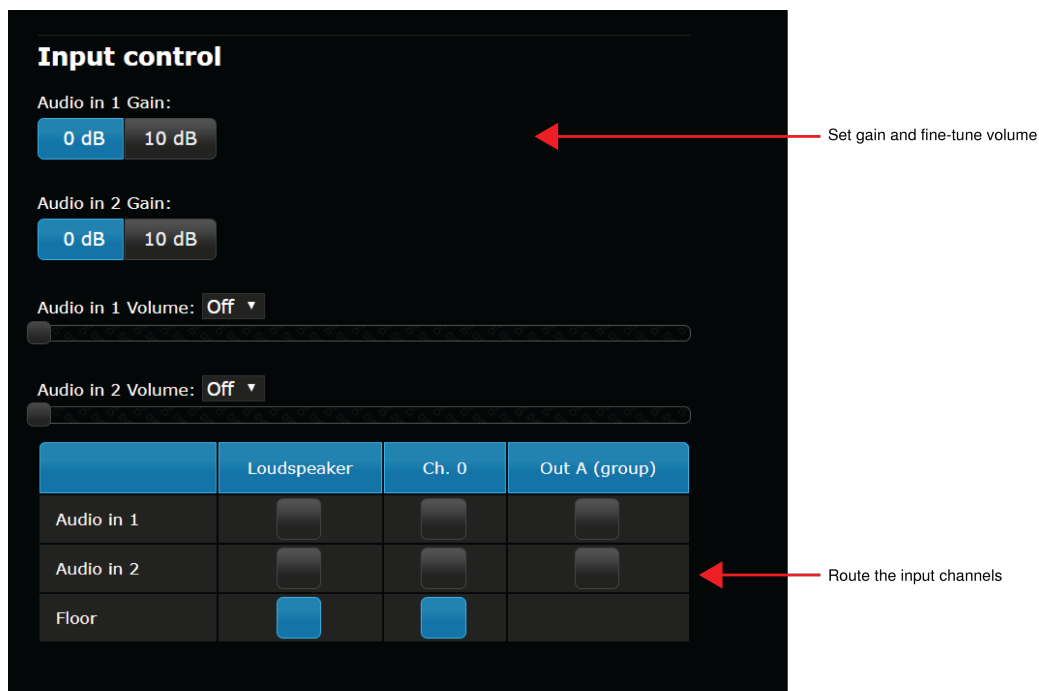 Input control
Audio in 1 Gain:
0 dB 10 dB
Set gain and fine-tune volume
Audio in 2 Gain:
0 dB 10 dB
Audio in 1 Volume: Off
Audio in 2 Volume: Off
Loudspeaker Ch. 0 Out A (group)
Audio in 1
Audio in 2
Route the input channels
Floor